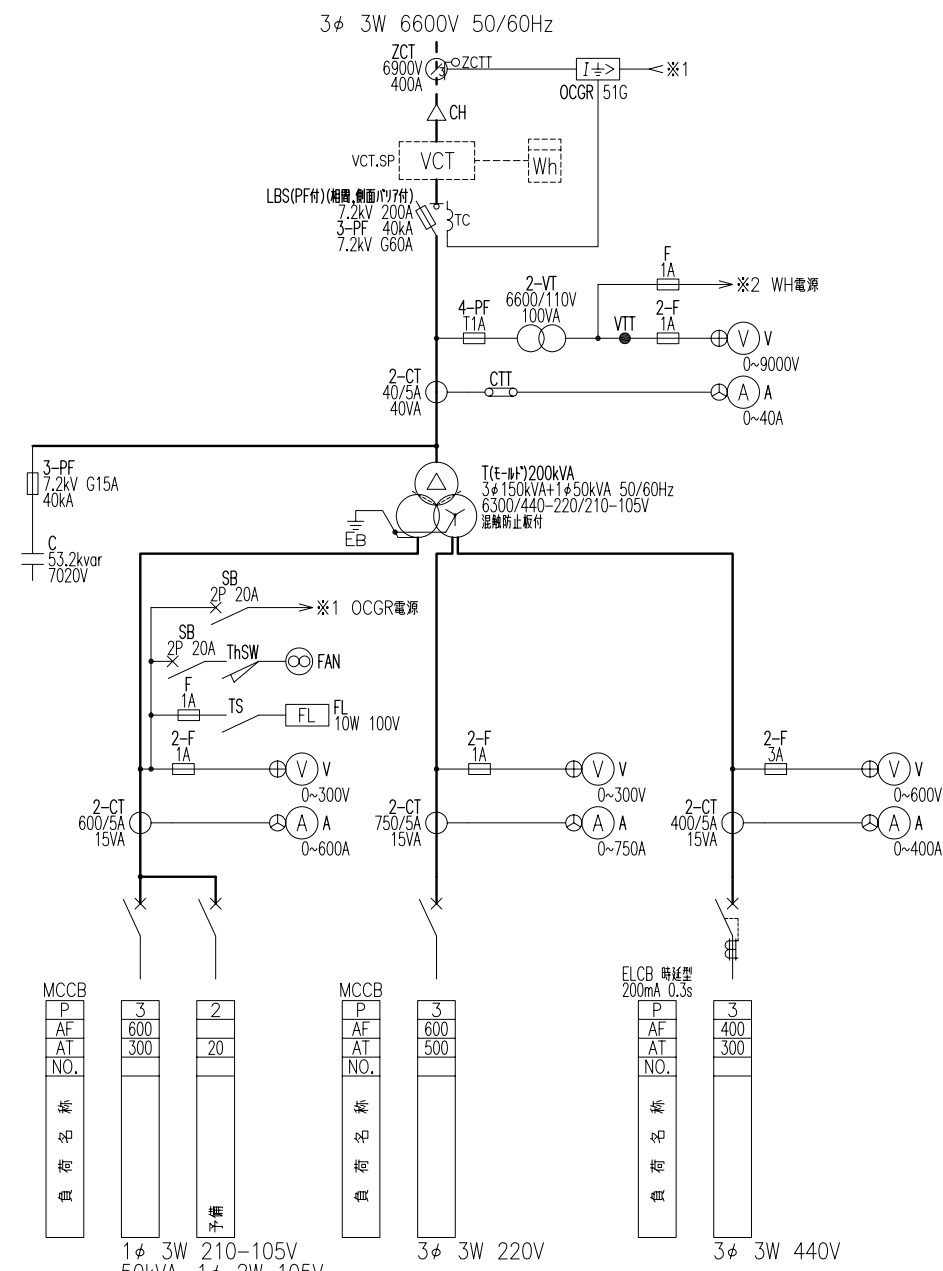 3φ 3W 6600V 50/60Hz
ZCT
6900V
400A
ZCTT
3
I⏚>
※1
OCGR 51G
CH
VCT.SP
VCT
Wh
LBS(PF付)(相間,側面バリア付)
7.2kV 200A
3-PF 40kA
7.2kV G60A
TC
F
1A
※2 WH電源
2-VT
6600/110V
100VA
4-PF
T1A
VTT
2-F
1A
V V
0~9000V
2-CT
40/5A
40VA
CTT
A A
0~40A
3-PF
7.2kV G15A
40kA
T(モールド)200kVA
3φ150kVA+1φ50kVA 50/60Hz
6300/440-220/210-105V
混触防止板付
EB
C
53.2kvar
7020V
SB
2P 20A
※1 OCGR電源
SB
2P 20A
ThSW
FAN
F
1A
TS
FL
FL
10W 100V
2-F
1A
V V
0~300V
2-F
1A
V V
0~300V
2-F
3A
V V
0~600V
2-CT
600/5A
15VA
A A
0~600A
2-CT
750/5A
15VA
A A
0~750A
2-CT
400/5A
15VA
A A
0~400A
MCCB
P 3 2
AF 600
AT 300 20
NO.
負荷名称
予備
MCCB
P 3
AF 600
AT 500
NO.
負荷名称
ELCB 時延型
200mA 0.3s
P 3
AF 400
AT 300
NO.
負荷名称
1φ 3W 210-105V
50kVA 1φ 2W 105V
3φ 3W 220V
3φ 3W 440V